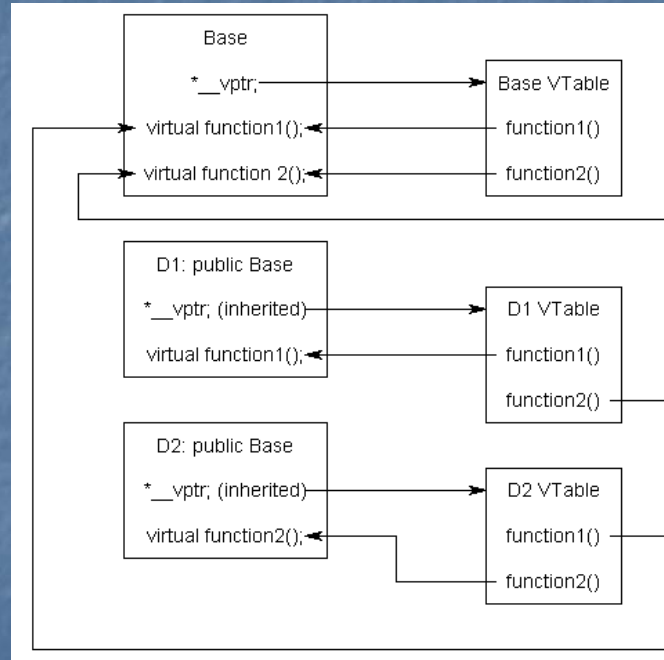 Base
*__vptr;
virtual function1();
virtual function 2();
Base VTable
function1()
function2()
D1: public Base
*__vptr; (inherited)
virtual function1();
D1 VTable
function1()
function2()
D2: public Base
*__vptr; (inherited)
virtual function2();
D2 VTable
function1()
function2()